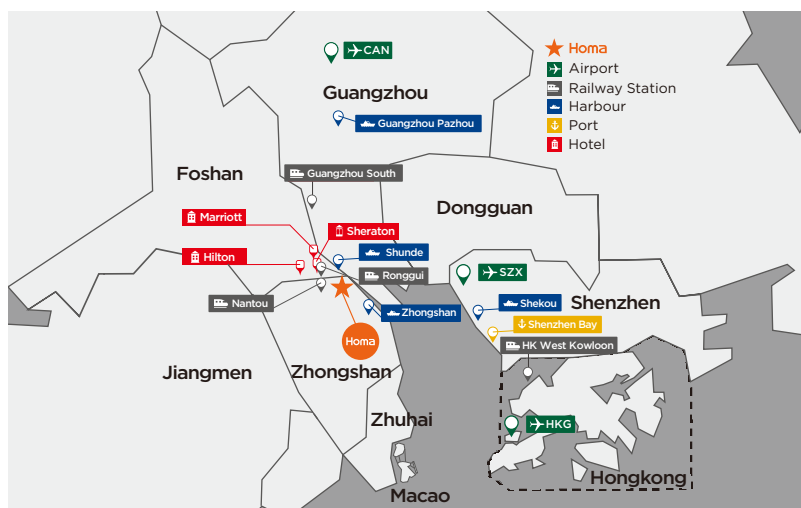 CAN
Homa
Airport
Railway Station
Harbour
Port
Hotel
Guangzhou
Guangzhou Pazhou
Foshan
Guangzhou South
Dongguan
Marriott
Sheraton
Hilton
Shunde
Ronggui
SZX
Nantou
Zhongshan
Shekou
Shenzhen
Shenzhen Bay
Homa
HK West Kowloon
Jiangmen
Zhongshan
Zhuhai
HKG
Hongkong
Macao